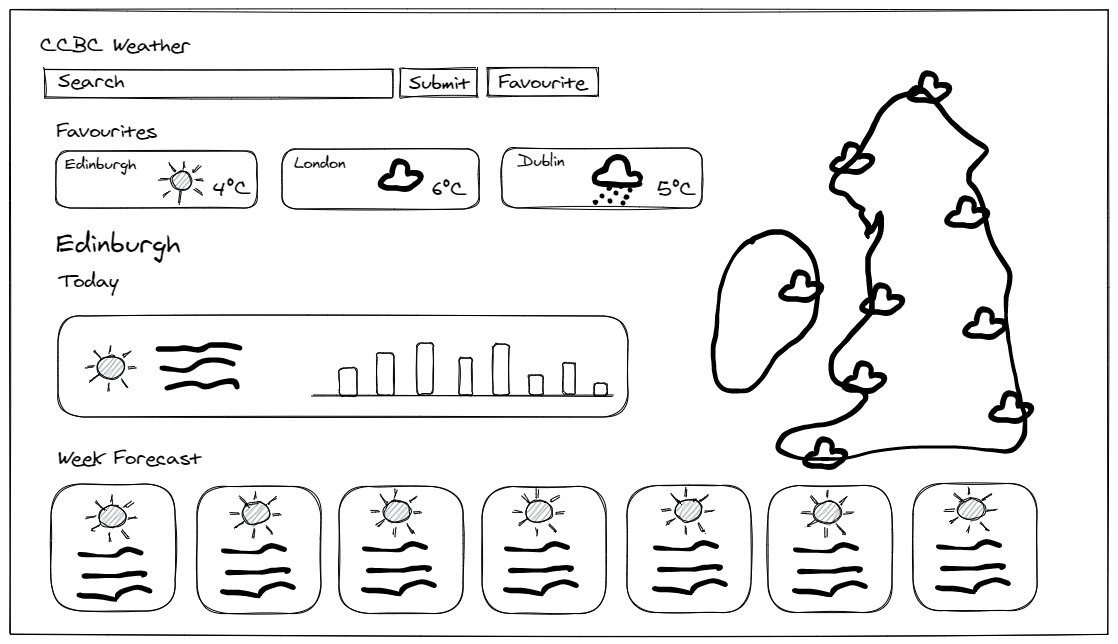 CCBC Weather
Search
Submit
Favourite
Favourites
Edinburgh
4°C
London
6°C
Dublin
5°C
Edinburgh
Today
Week Forecast